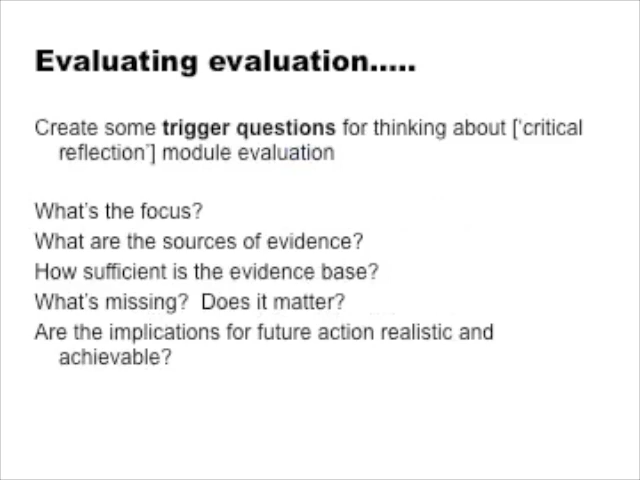 Evaluating evaluation.....
Create some trigger questions for thinking about [‘critical
reflection’] module evaluation
What’s the focus?
What are the sources of evidence?
How sufficient is the evidence base?
What’s missing?  Does it matter?
Are the implications for future action realistic and
achievable?